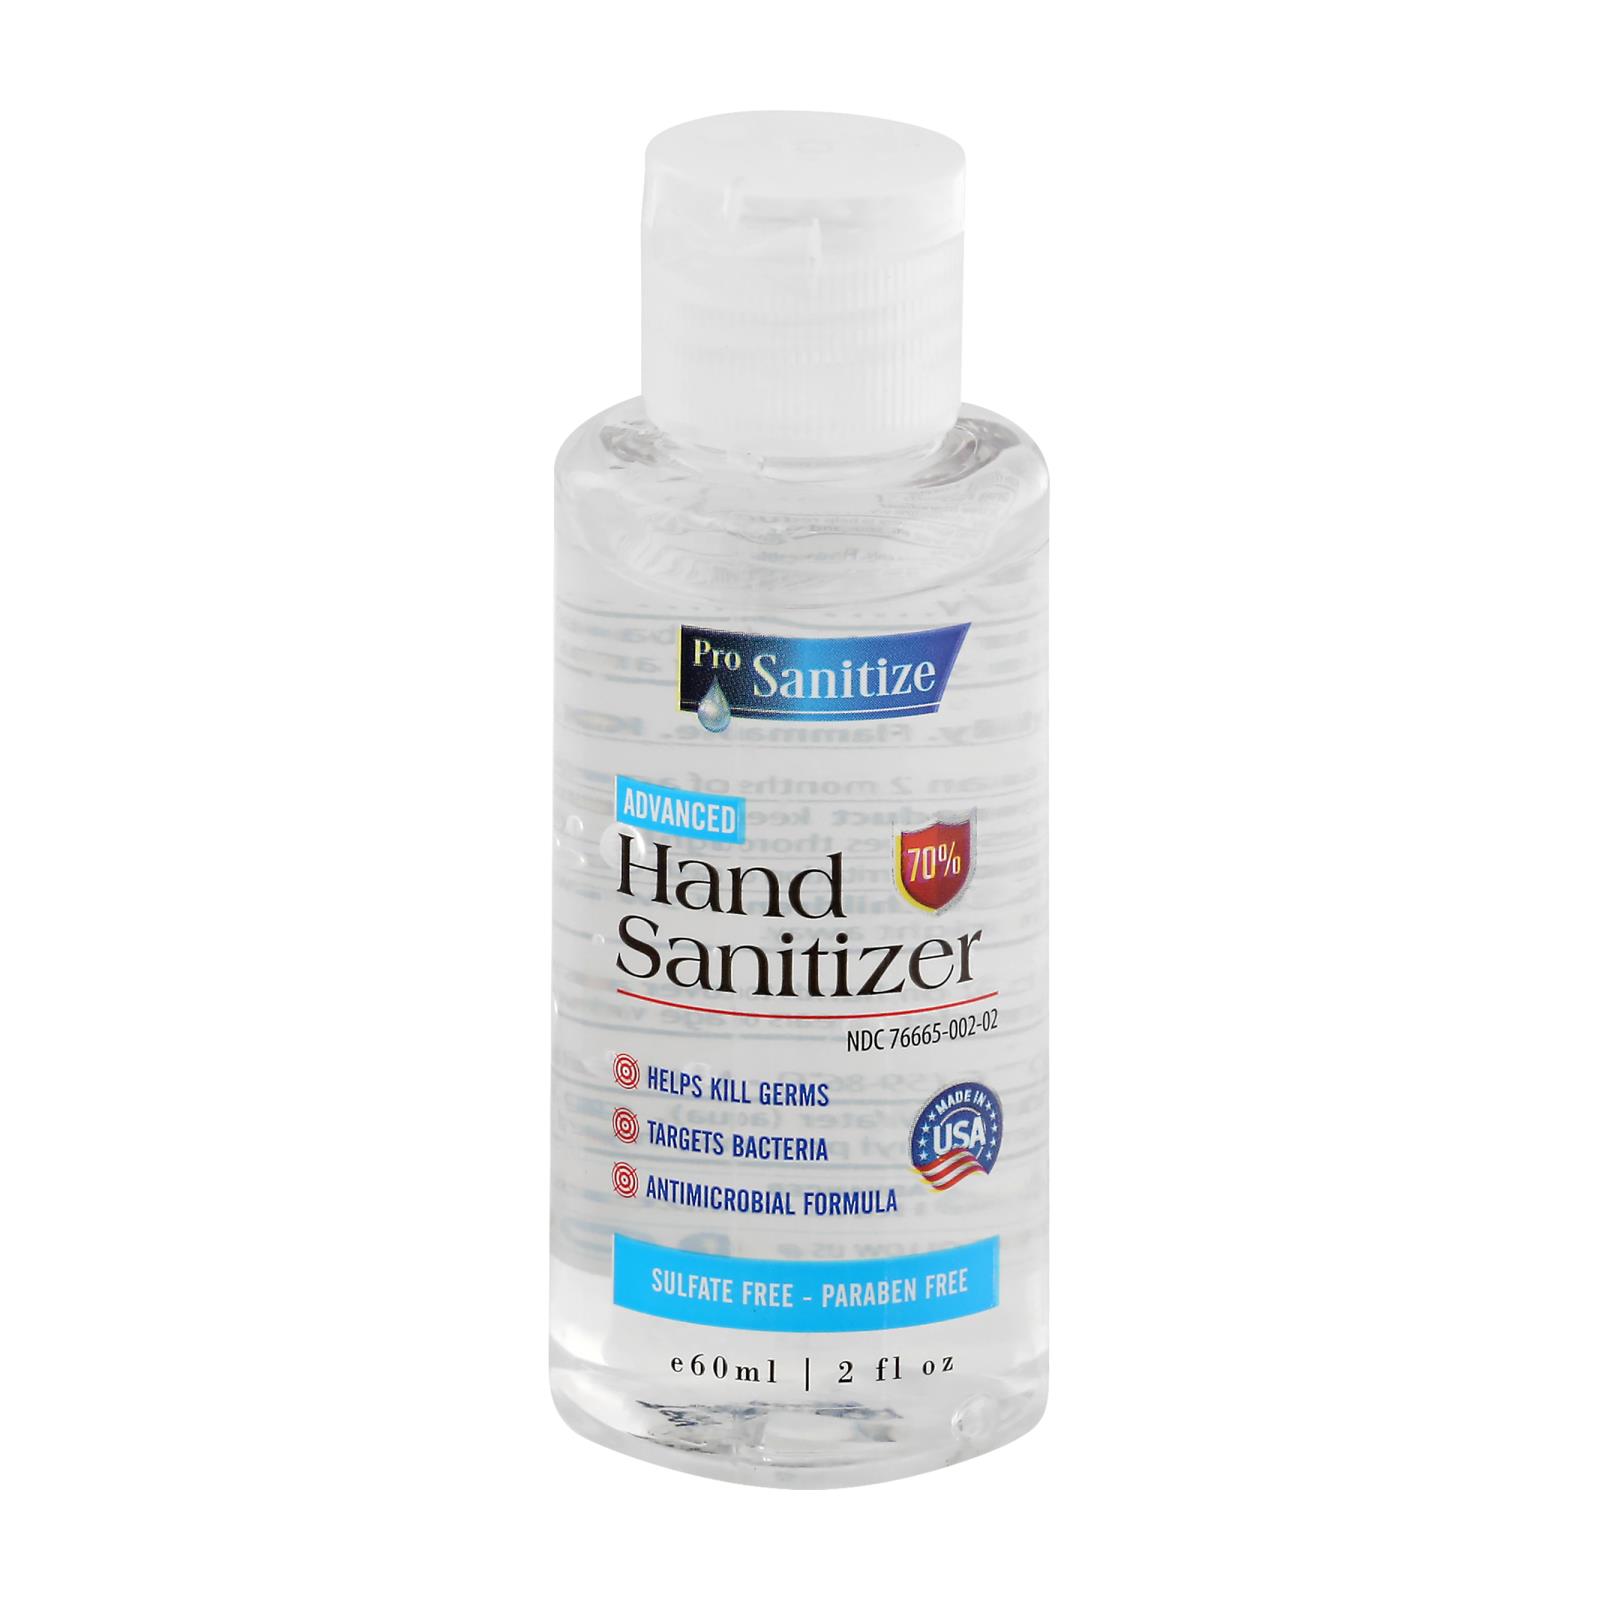 Pro Sanitize
ADVANCED
Hand
70%
Sanitizer
NDC 76665-002-02
HELPS KILL GERMS
TARGETS BACTERIA
ANTIMICROBIAL FORMULA
MADE IN
USA
SULFATE FREE - PARABEN FREE
e60ml | 2 fl oz